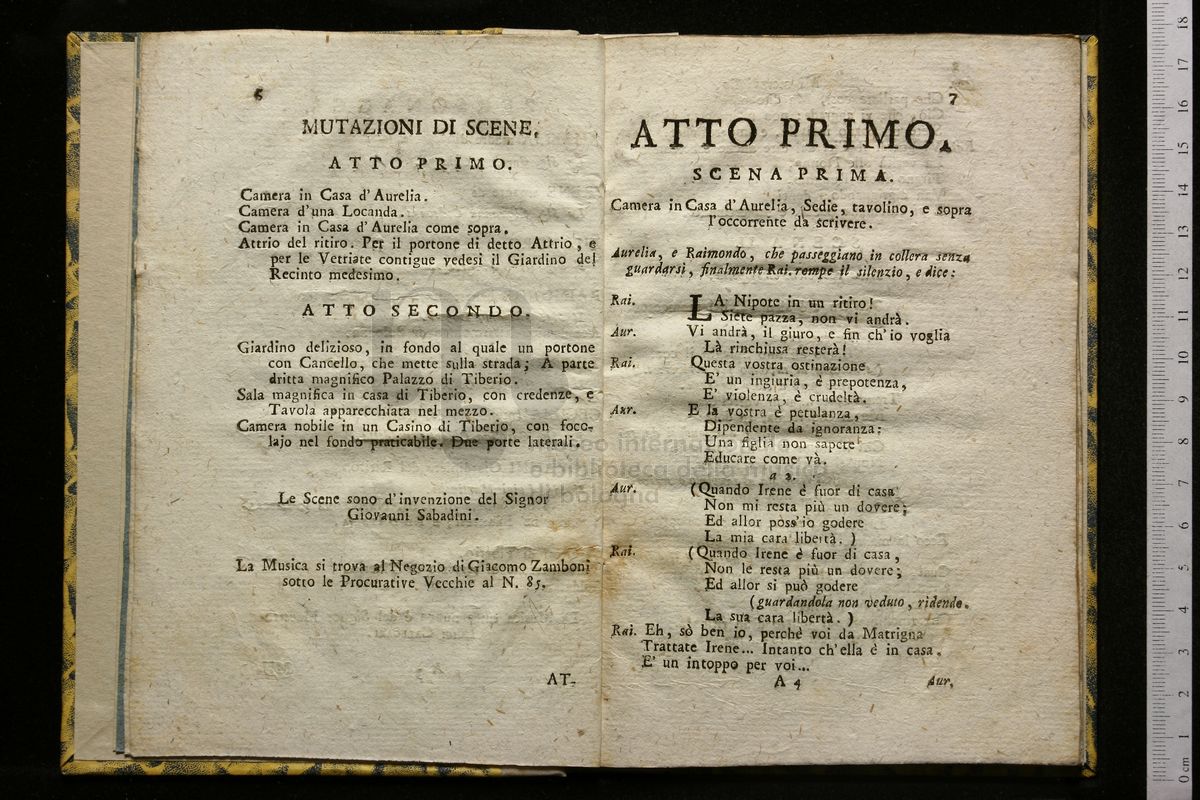 6
MUTAZIONI DI SCENE.
ATTO PRIMO.
Camera in Casa d'Aurelia.
Camera d'una Locanda.
Camera in Casa d'Aurelia come sopra.
Attrio del ritiro. Per il portone di detto Attrio, e
per le Vetriate contigue vedesi il Giardino del
Recinto medesimo.
ATTO SECONDO.
Giardino delizioso, in fondo al quale un portone
con Cancello, che mette sulla strada; A parte
dritta magnifico Palazzo di Tiberio.
Sala magnifica in casa di Tiberio, con credenze, e
Tavola apparecchiata nel mezzo.
Camera nobile in un Casino di Tiberio, con foco-
lajo nel fondo praticabile. Due porte laterali.
Le Scene sono d'invenzione del Signor
Giovanni Sabadini.
La Musica si trova al Negozio di Giacomo Zamboni
sotto le Procurative Vecchie al N. 85.
AT-
7
ATTO PRIMO.
SCENA PRIMA.
Camera in Casa d'Aurelia, Sedie, tavolino, e sopra
l'occorrente da scrivere.
Aurelia, e Raimondo, che passeggiano in collera senza
guardarsi, finalmente Rai. rompe il silenzio, e dice:
Rai. LA Nipote in un ritiro!
Siete pazza, non vi andrà.
Aur. Vi andrà, il giuro, e fin ch'io voglia
Là rinchiusa resterà!
Rai. Questa vostra ostinazione
E' un ingiuria, è prepotenza,
E' violenza, è crudeltà.
Aur. E la vostra è petulanza,
Dipendente da ignoranza;
Una figlia non sapete
Educare come và.
a 2.
Aur. (Quando Irene è fuor di casa
Non mi resta più un dovere;
Ed allor poss'io godere
La mia cara libertà.)
Rai. (Quando Irene è fuor di casa,
Non le resta più un dovere;
Ed allor si può godere
(guardandola non veduto, ridendo.
La sua cara libertà.)
Rai. Eh, sò ben io, perchè voi da Matrigna
Trattate Irene... Intanto ch'ella è in casa.
E' un intoppo per voi...
A 4
Aur.